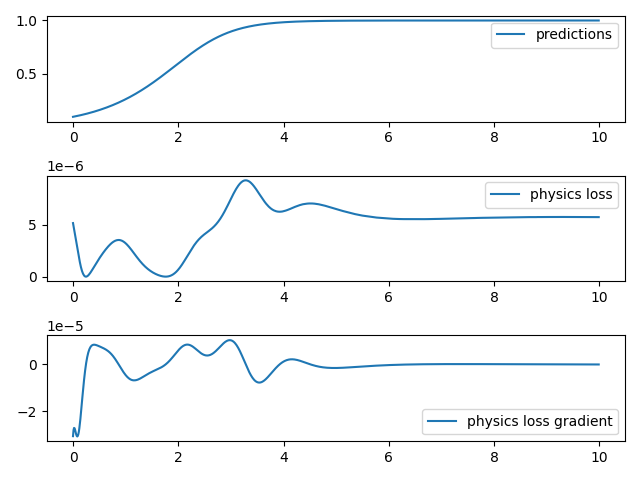 1.0
predictions
0.5
0 2 4 6 8 10
1e−6
physics loss
5
0
0 2 4 6 8 10
1e−5
0
−2
physics loss gradient
0 2 4 6 8 10